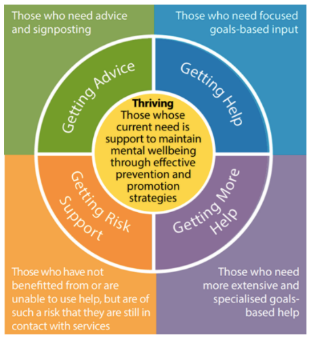 Those who need advice
and signposting
Those who need focused
goals-based input
Getting Advice
Getting Help
Thriving
Those whose
current need is
support to maintain
mental wellbeing
through effective
prevention and
promotion
strategies
Getting Risk
Support
Getting More
Help
Those who have not
benefitted from or are
unable to use help, but are of
such a risk that they are still in
contact with services
Those who need
more extensive and
specialised goals-
based help